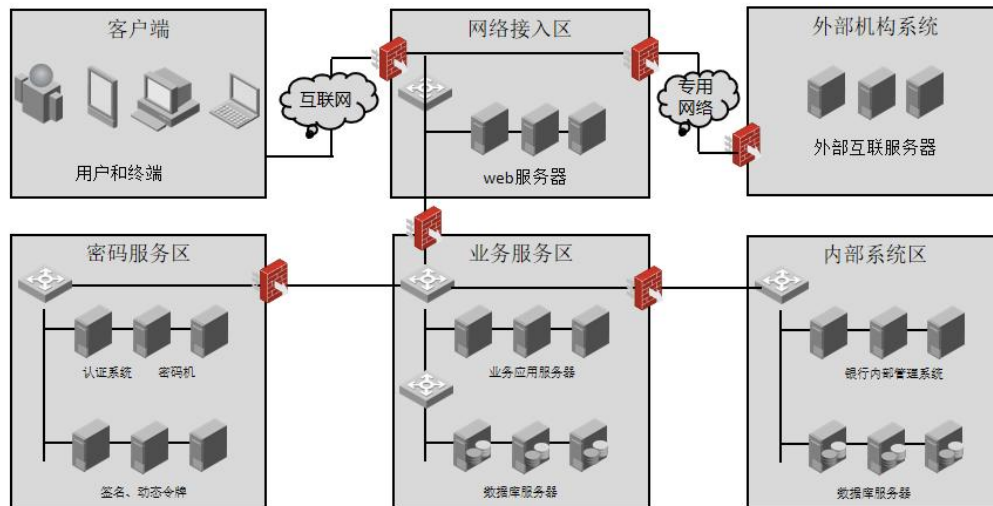 客户端
网络接入区
外部机构系统
互联网
专用
网络
用户和终端
web服务器
外部互联服务器
密码服务区
业务服务区
内部系统区
认证系统 密码机
业务应用服务器
银行内部管理系统
签名、动态令牌
数据库服务器
数据库服务器